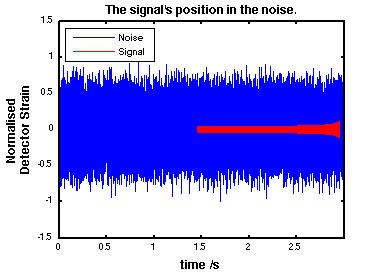 The signal's position in the noise.
1.5
Noise
Signal
1
0.5
0
-0.5
-1
-1.5
Normalised
Detector Strain
0 0.5 1 1.5 2 2.5
time /s